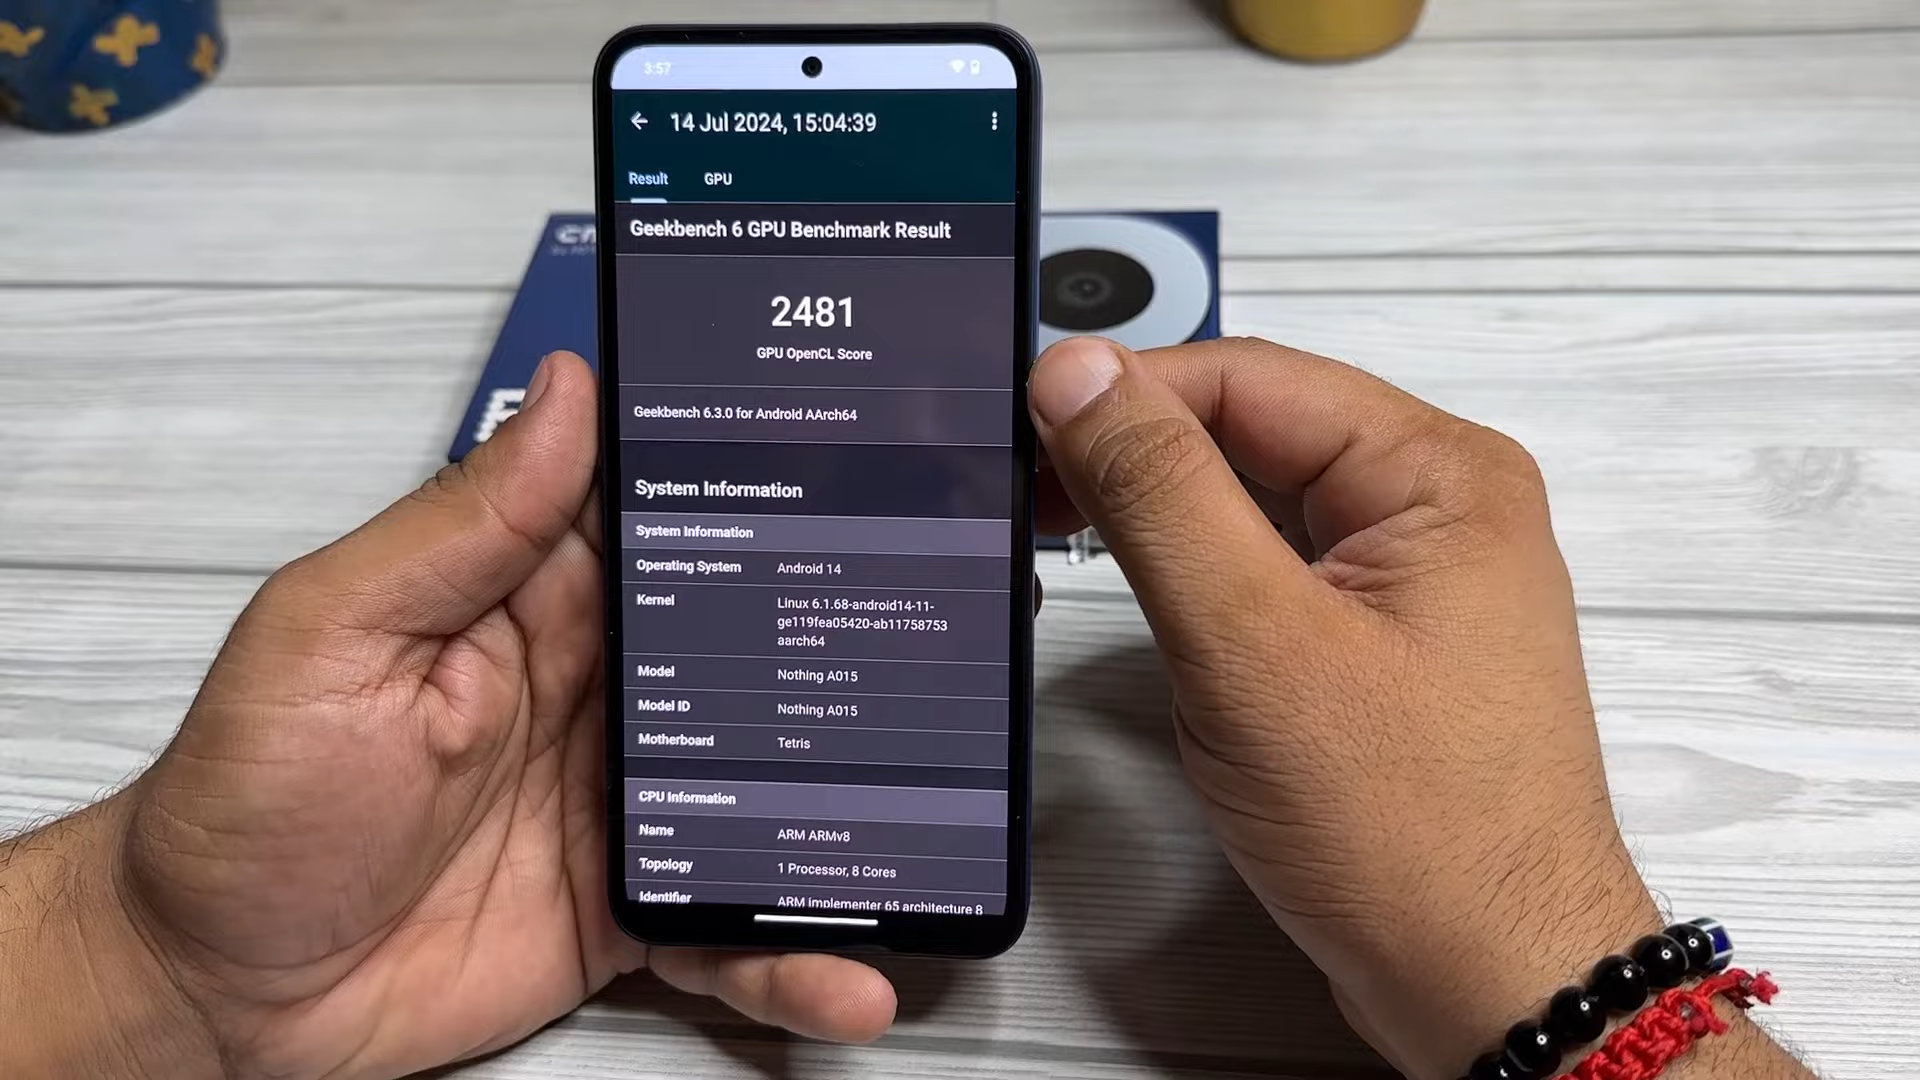 3:57
14 Jul 2024, 15:04:39
Result GPU
Geekbench 6 GPU Benchmark Result
2481
GPU OpenCL Score
Geekbench 6.3.0 for Android AArch64
System Information
System Information
Operating System Android 14
Kernel Linux 6.1.68-android14-11-
ge119fea05420-ab11758753
aarch64
Model Nothing A015
Model ID Nothing A015
Motherboard Tetris
CPU Information
Name ARM ARMv8
Topology 1 Processor, 8 Cores
Identifier ARM implementer 65 architecture 8